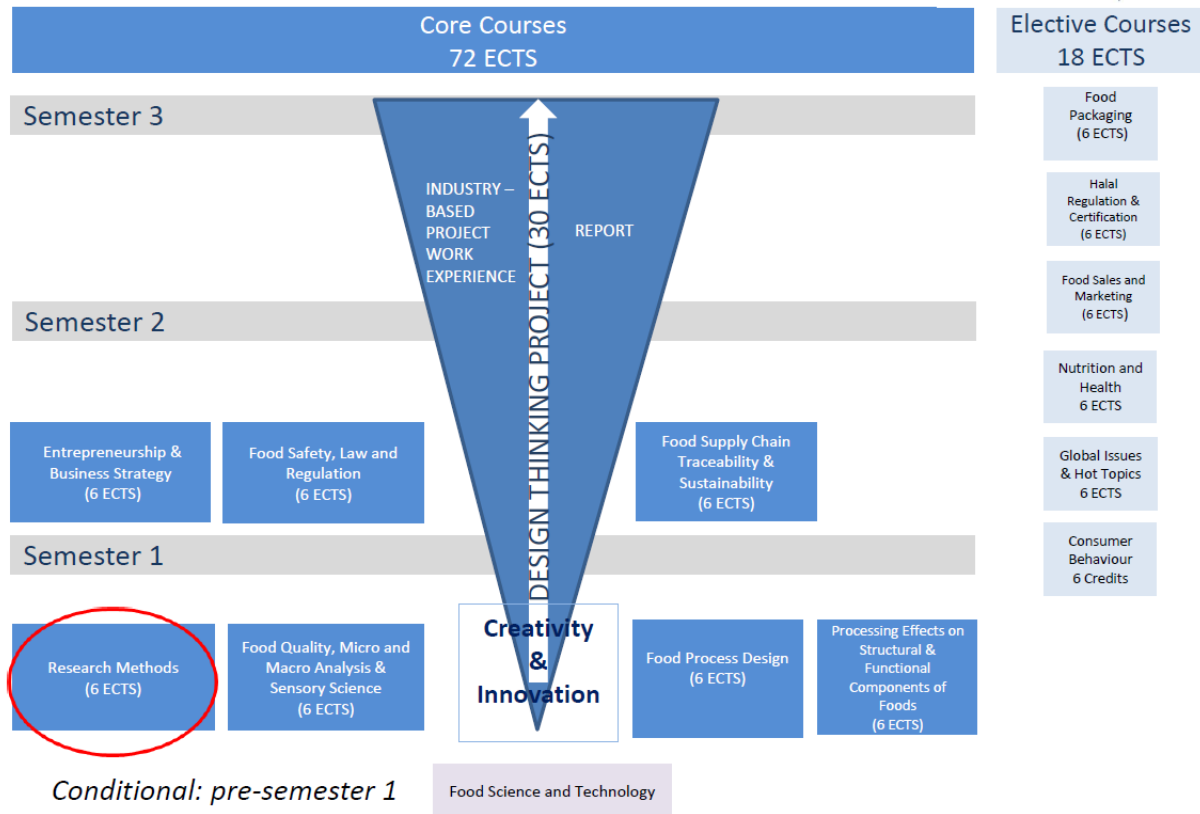 Core Courses
72 ECTS
Elective Courses
18 ECTS
Semester 3
INDUSTRY –
BASED
PROJECT
WORK
EXPERIENCE
DESIGN THINKING PROJECT (30 ECTS)
REPORT
Food
Packaging
(6 ECTS)
Halal
Regulation &
Certification
(6 ECTS)
Food Sales and
Marketing
(6 ECTS)
Semester 2
Nutrition and
Health
6 ECTS
Entrepreneurship &
Business Strategy
(6 ECTS)
Food Safety, Law and
Regulation
(6 ECTS)
Food Supply Chain
Traceability &
Sustainability
(6 ECTS)
Global Issues
& Hot Topics
6 ECTS
Semester 1
Consumer
Behaviour
6 Credits
Research Methods
(6 ECTS)
Food Quality, Micro and
Macro Analysis &
Sensory Science
(6 ECTS)
Creativity
&
Innovation
Food Process Design
(6 ECTS)
Processing Effects on
Structural &
Functional
Components of
Foods
(6 ECTS)
Conditional: pre-semester 1
Food Science and Technology